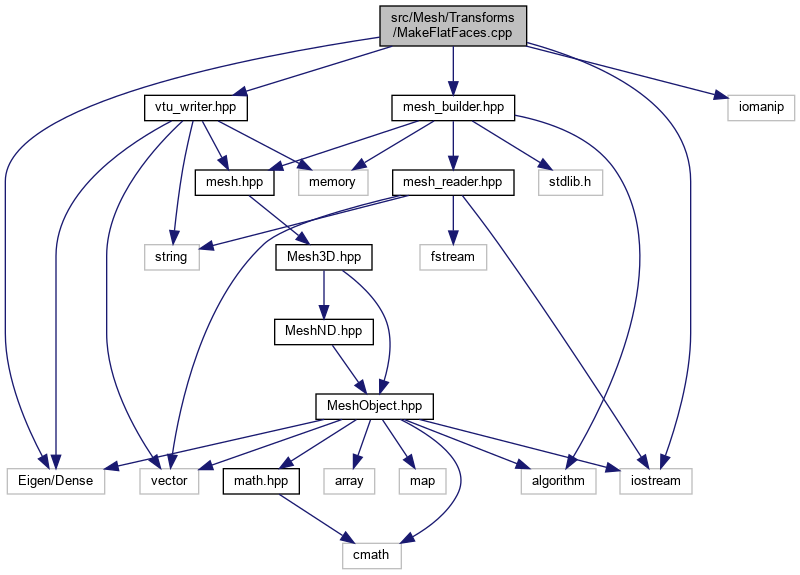 src/Mesh/Transforms
/MakeFlatFaces.cpp
vtu_writer.hpp
mesh_builder.hpp
iomanip
mesh.hpp
memory
mesh_reader.hpp
stdlib.h
string
Mesh3D.hpp
fstream
MeshND.hpp
MeshObject.hpp
Eigen/Dense
vector
math.hpp
array
map
algorithm
iostream
cmath